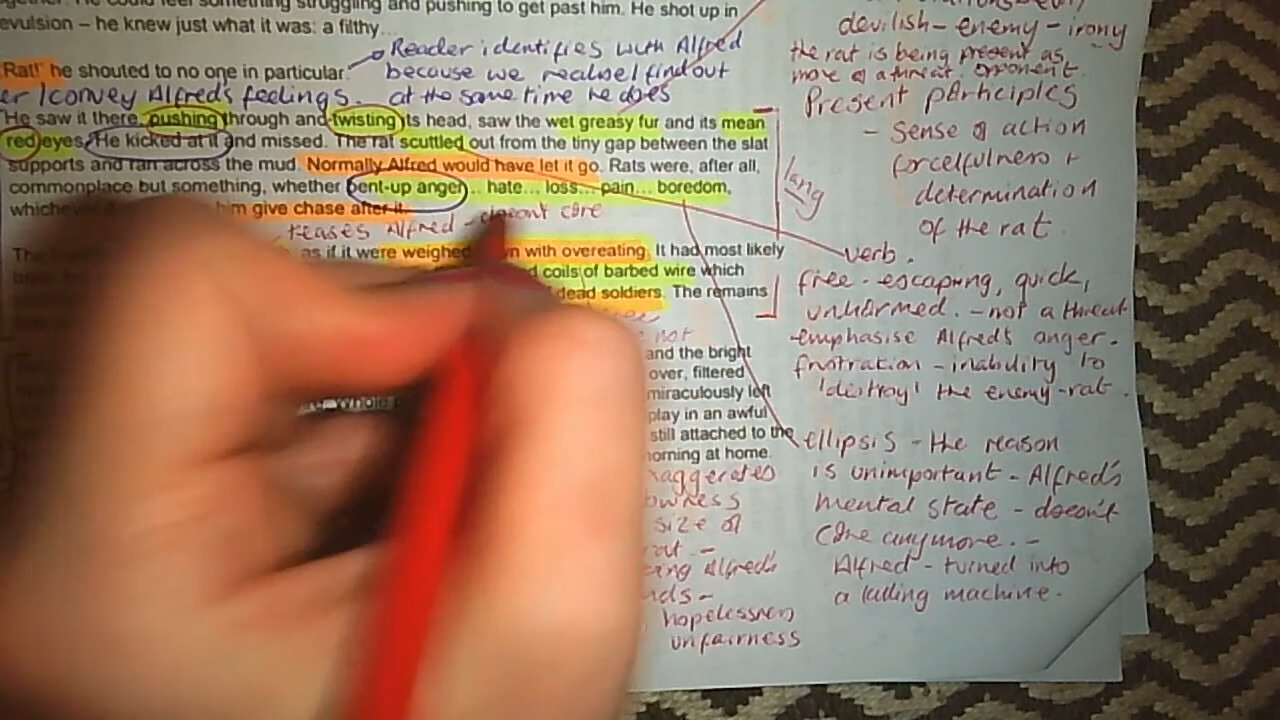 struggling and pushing to get past him. He shot up in
evulsion – he knew just what it was: a filthy...
devilish - enemy - irony
Reader identifies with Alfred
the rat is being present as
Rat!' he shouted to no one in particular.
because we realise/find out
more of a threat. opponent
er/convey Alfred's feelings.
at the same time he does
Present participles
He saw it there, pushing through and twisting its head, saw the wet greasy fur and its mean
- Sense of action
red eyes. He kicked at it and missed. The rat scuttled out from the tiny gap between the slat
forcefulness +
supports and ran across the mud. Normally Alfred would have let it go. Rats were, after all,
lang
determination
commonplace but something, whether pent-up anger... hate... loss... pain... boredom,
of the rat.
him give chase after it.
teases Alfred - doesn't care
as if it were weighed with overeating. It had most likely
verb.
coils of barbed wire which
free - escaping, quick,
dead soldiers. The remains
unharmed. - not a threat
not
emphasise Alfred's anger.
and the bright
frustration - inability to
over, filtered
'distroy' the enemy - rat.
miraculously left
play in an awful
still attached to the
ellipsis - the reason
morning at home.
is unimportant - Alfred's
xaggerates
mental state - doesn't
size of
care anymore. -
rat -
Alfred - turned into
Alfred's
a killing machine.
hopelessness
unfairness